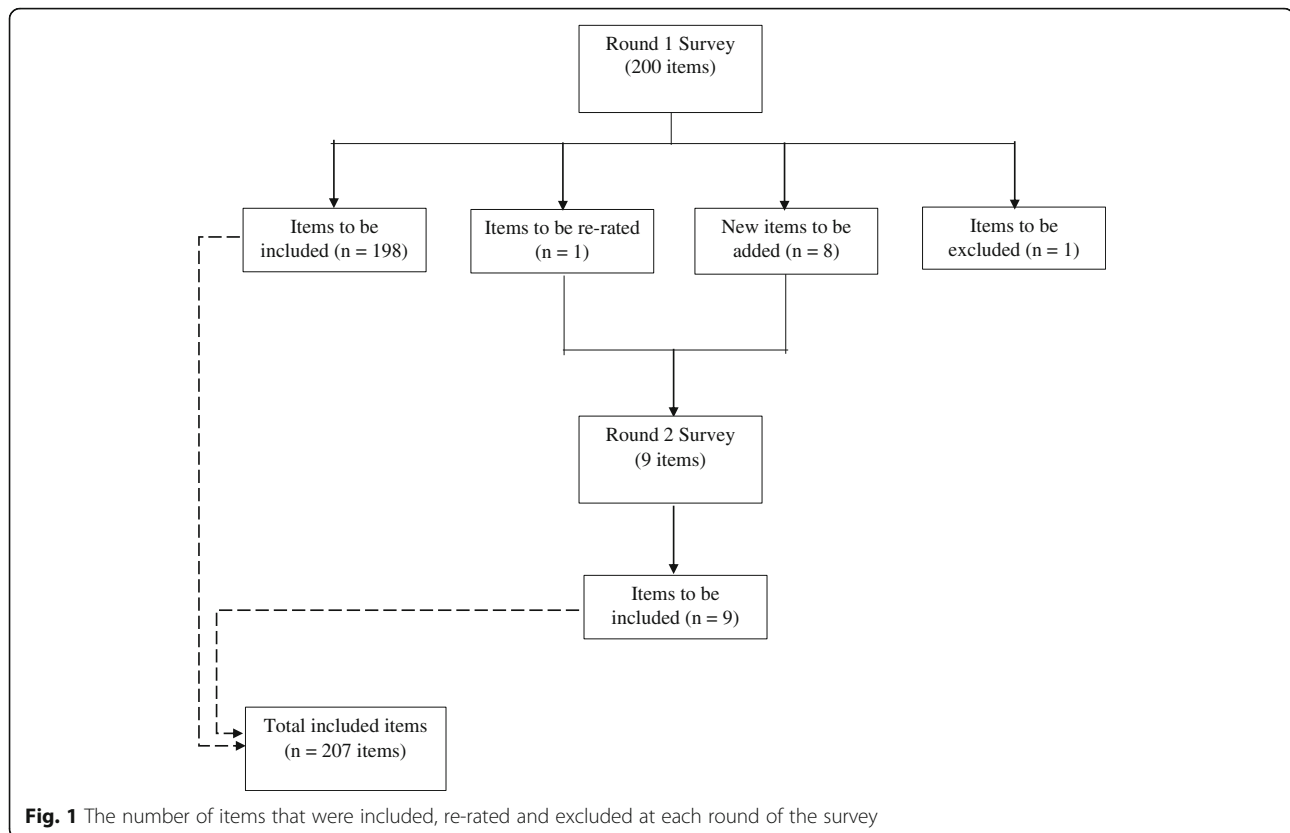 Round 1 Survey
(200 items)
Items to be
included (n = 198)
Items to be re-rated
(n = 1)
New items to be
added (n = 8)
Items to be
excluded (n = 1)
Round 2 Survey
(9 items)
Items to be
included (n = 9)
Total included items
(n = 207 items)
Fig. 1 The number of items that were included, re-rated and excluded at each round of the survey